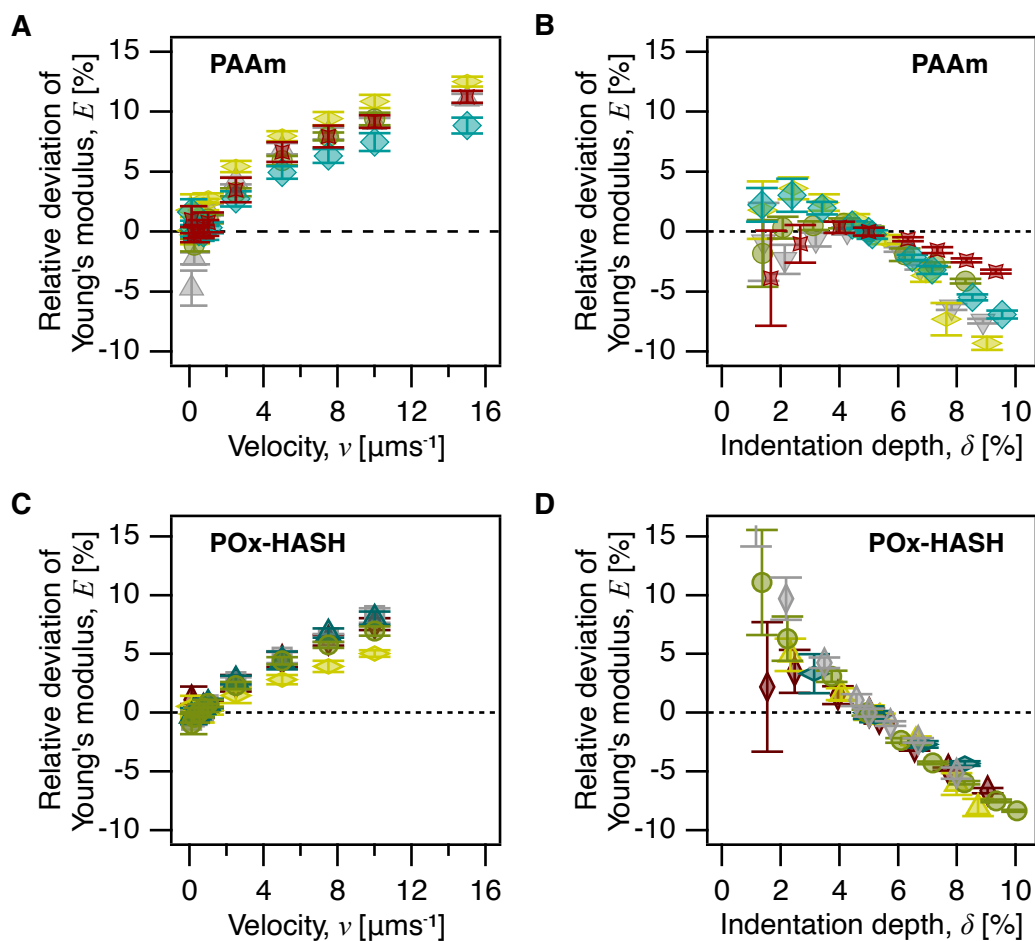 A
PAAm
Relative deviation of
Young's modulus, E [%]
15
10
5
0
-5
-10
0
4
8
12
16
Velocity, v [μms⁻¹]
B
PAAm
Relative deviation of
Young's modulus, E [%]
15
10
5
0
-5
-10
0
2
4
6
8
10
Indentation depth, δ [%]
C
POx-HASH
Relative deviation of
Young's modulus, E [%]
15
10
5
0
-5
-10
0
4
8
12
16
Velocity, v [μms⁻¹]
D
POx-HASH
Relative deviation of
Young's modulus, E [%]
15
10
5
0
-5
-10
0
2
4
6
8
10
Indentation depth, δ [%]